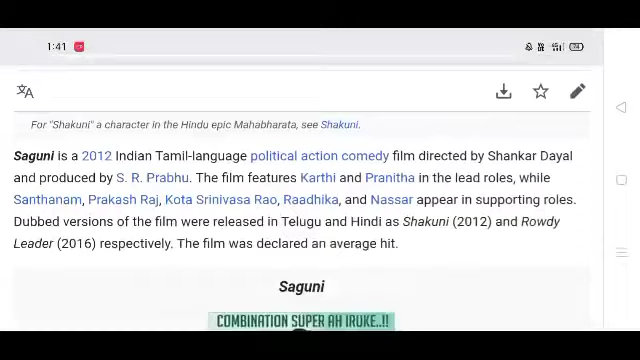 1:41
For "Shakuni" a character in the Hindu epic Mahabharata, see Shakuni.
Saguni is a 2012 Indian Tamil-language political action comedy film directed by Shankar Dayal
and produced by S. R. Prabhu. The film features Karthi and Pranitha in the lead roles, while
Santhanam, Prakash Raj, Kota Srinivasa Rao, Raadhika, and Nassar appear in supporting roles.
Dubbed versions of the film were released in Telugu and Hindi as Shakuni (2012) and Rowdy
Leader (2016) respectively. The film was declared an average hit.
Saguni
COMBINATION SUPER AH IRUKE..!!